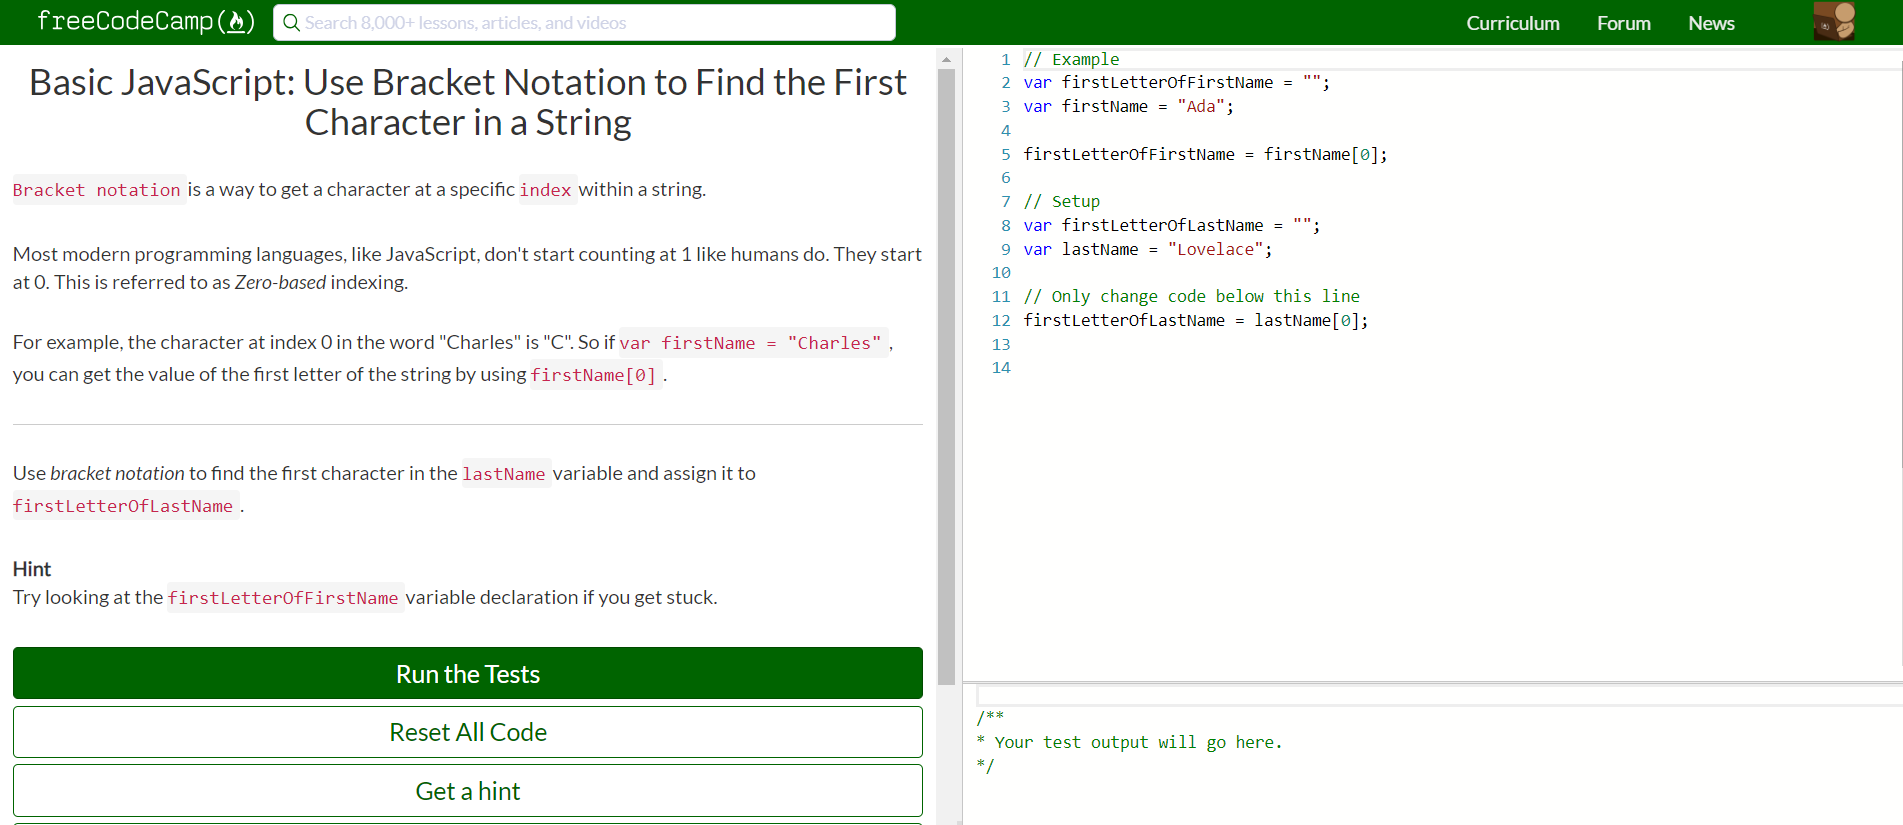 freeCodeCamp(🔥)
Search 8,000+ lessons, articles, and videos
Curriculum
Forum
News
Basic JavaScript: Use Bracket Notation to Find the First
Character in a String
Bracket notation is a way to get a character at a specific index within a string.
Most modern programming languages, like JavaScript, don't start counting at 1 like humans do. They start
at 0. This is referred to as Zero-based indexing.
For example, the character at index 0 in the word "Charles" is "C". So if var firstName = "Charles" ,
you can get the value of the first letter of the string by using firstName[0] .
Use bracket notation to find the first character in the lastName variable and assign it to
firstLetterOfLastName .
Hint
Try looking at the firstLetterOfFirstName variable declaration if you get stuck.
Run the Tests
Reset All Code
Get a hint
1 // Example
2 var firstLetterOfFirstName = "";
3 var firstName = "Ada";
4
5 firstLetterOfFirstName = firstName[0];
6
7 // Setup
8 var firstLetterOfLastName = "";
9 var lastName = "Lovelace";
10
11 // Only change code below this line
12 firstLetterOfLastName = lastName[0];
13
14
/**
* Your test output will go here.
*/